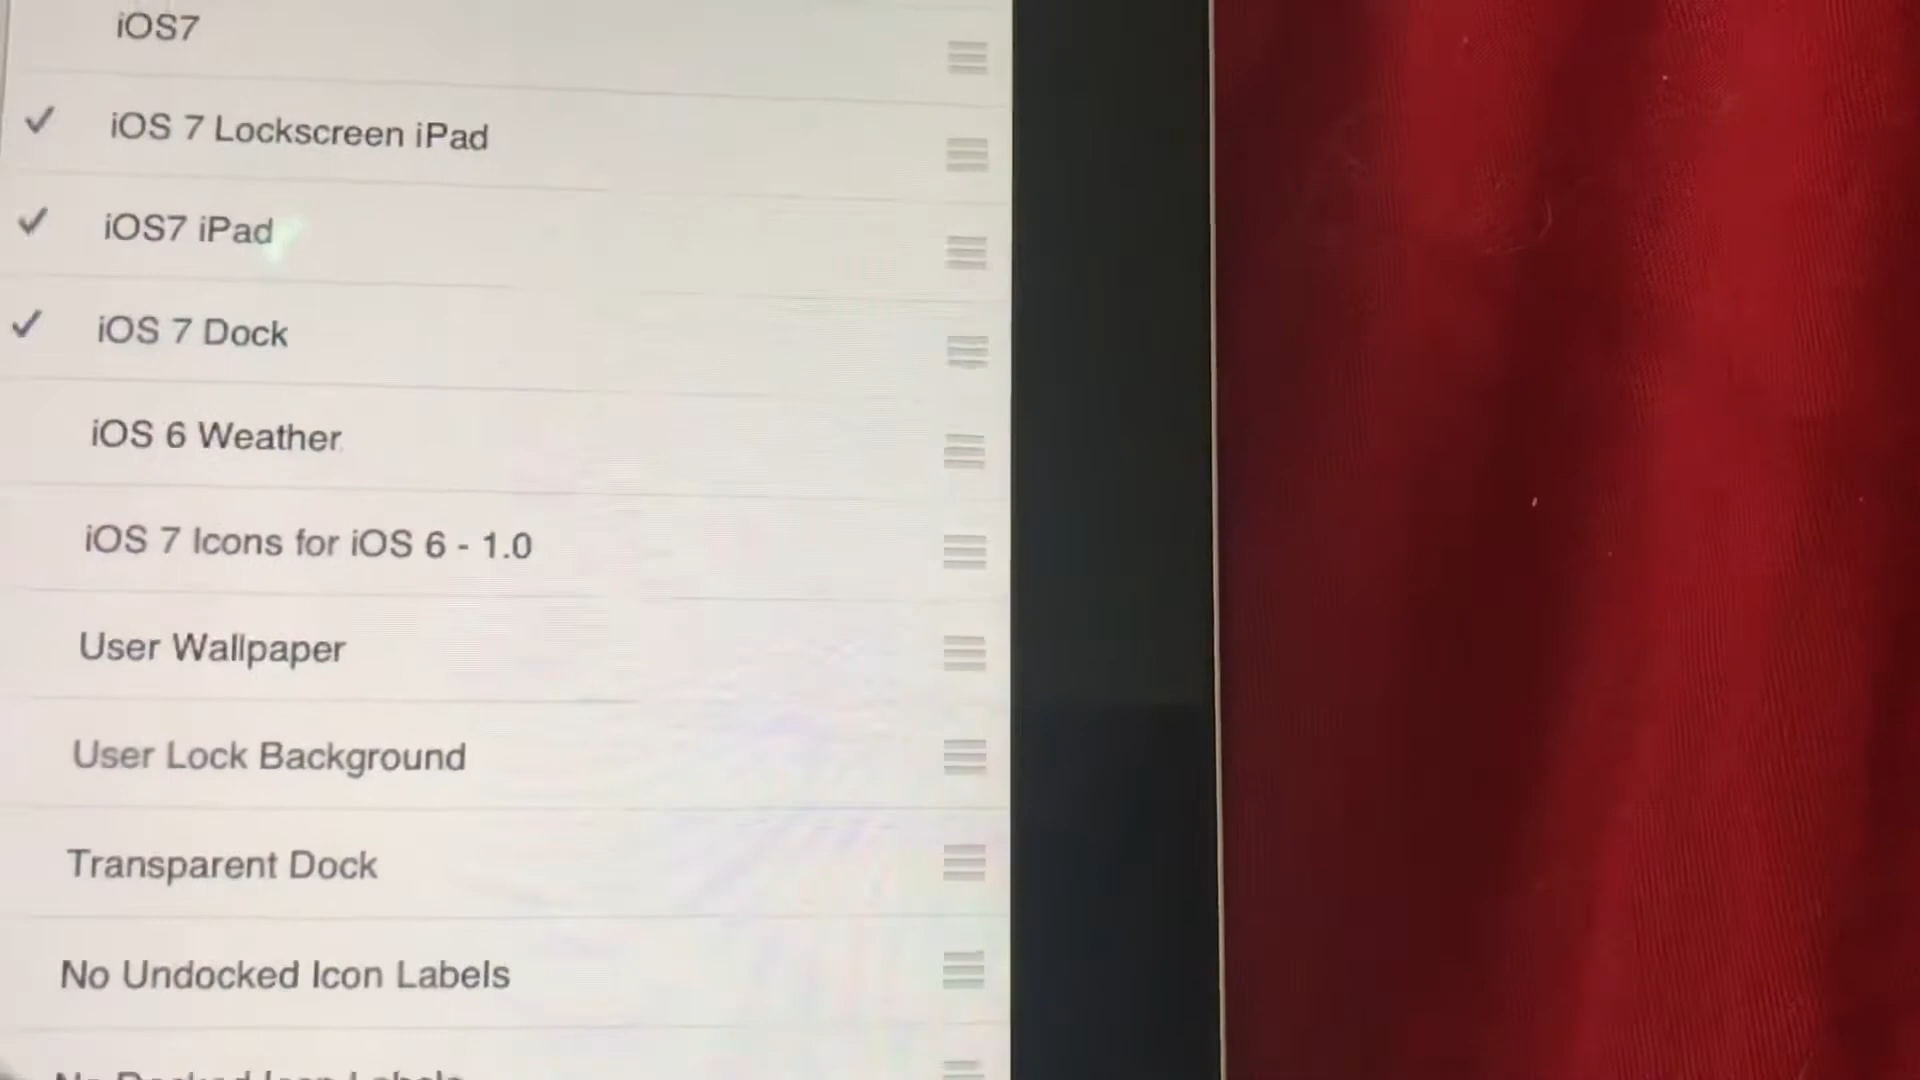 iOS7
iOS 7 Lockscreen iPad
iOS7 iPad
iOS 7 Dock
iOS 6 Weather
iOS 7 Icons for iOS 6 - 1.0
User Wallpaper
User Lock Background
Transparent Dock
No Undocked Icon Labels
No Docked Icon Labels